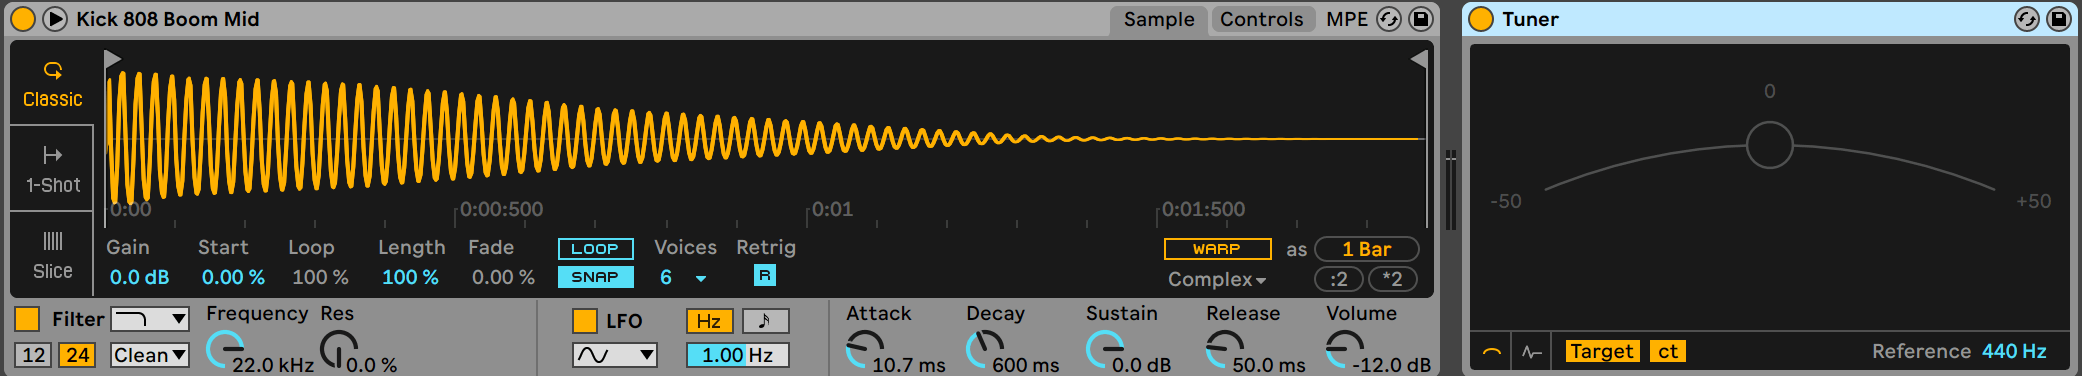 Kick 808 Boom Mid Sample Controls MPE
Classic
1-Shot
Slice
0:00 0:00:500 0:01 0:01:500
Gain Start Loop Length Fade LOOP Voices Retrig WARP as 1 Bar
0.0 dB 0.00 % 100 % 100 % 0.00 % SNAP 6 R Complex :2 *2
Filter Frequency Res LFO Hz Attack Decay Sustain Release Volume
12 24 Clean 22.0 kHz 0.0 % 1.00 Hz 10.7 ms 600 ms 0.0 dB 50.0 ms -12.0 dB
Tuner
0
-50 +50
Target ct Reference 440 Hz